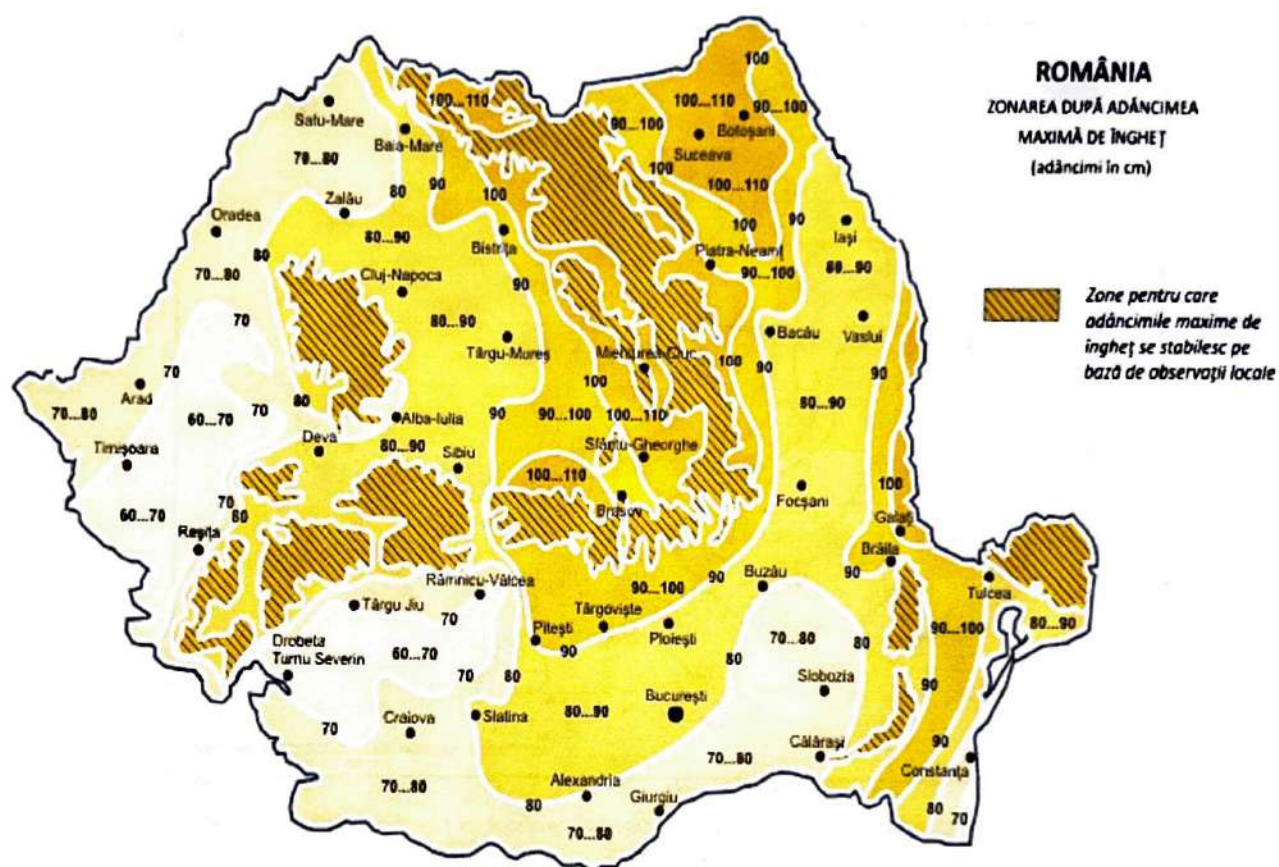 ROMÂNIA
ZONAREA DUPĂ ADÂNCIMEA
MAXIMĂ DE ÎNGHEȚ
(adâncimi în cm)
Zone pentru care
adâncimile maxime de
îngheț se stabilesc pe
bază de observații locale
100
100...110
90...100
100...110
90...100
Botoșani
Satu-Mare
Baia-Mare
Suceava
70...80
100
100...110
80
90
100
Zalău
Oradea
90
Iași
80...90
80
Bistrița
100
Piatra-Neamț
80...90
70...80
90...100
Cluj-Napoca
90
70
80...90
Bacău
Vaslui
Târgu-Mureș
Miercurea-Ciuc
90
100
90
70
Arad
70...80
60...70
70
80
Alba-Iulia
90
100
90...100
100...110
80...90
Timișoara
Deva
80...90
Sibiu
Sfântu-Gheorghe
100...110
Brașov
Focșani
100
60...70
70
80
Reșița
Galați
Brăila
90
Râmnicu-Vâlcea
90...100
90
Buzău
Tulcea
Târgu Jiu
70
Târgoviște
Pitești
Ploiești
90
80...90
90...100
Drobeta
Turnu Severin
60...70
70
80
80
70...80
80
Slobozia
90
București
70
Craiova
Slatina
80...90
Călărași
90
Constanța
70...80
70...80
Alexandria
80
Giurgiu
70...80
80
70